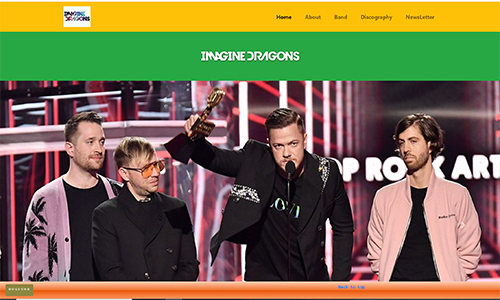 IMAGINE
DRAGONS
Home About Band Discography NewsLetter
IMAGINE DRAGONS
OP ROCK ART
Back to top